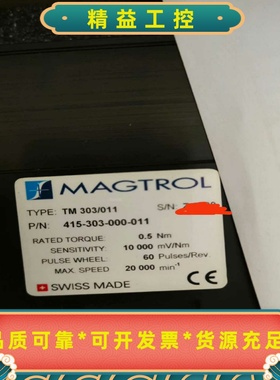 精益工控
MAGTROL
TYPE: TM 303/011 S/N:
P/N: 415-303-000-011
RATED TORQUE: 0.5 Nm
SENSITIVITY: 10 000 mV/Nm
PULSE WHEEL: 60 Pulses/Rev.
MAX. SPEED 20 000 min⁻¹
SWISS MADE CE
品质可靠*可开发票*货源充足